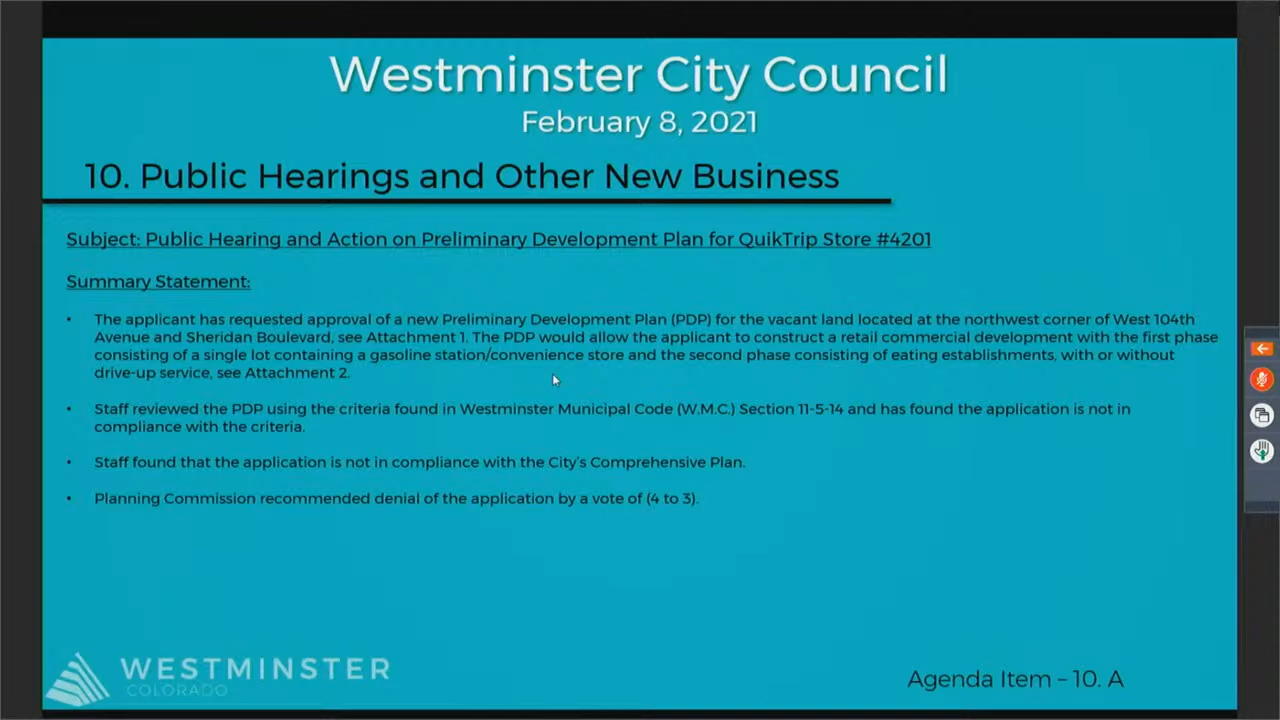 Westminster City Council
February 8, 2021
10. Public Hearings and Other New Business
Subject: Public Hearing and Action on Preliminary Development Plan for QuikTrip Store #4201
Summary Statement:
• The applicant has requested approval of a new Preliminary Development Plan (PDP) for the vacant land located at the northwest corner of West 104th
Avenue and Sheridan Boulevard, see Attachment 1. The PDP would allow the applicant to construct a retail commercial development with the first phase
consisting of a single lot containing a gasoline station/convenience store and the second phase consisting of eating establishments, with or without
drive-up service, see Attachment 2.
• Staff reviewed the PDP using the criteria found in Westminster Municipal Code (W.M.C.) Section 11-5-14 and has found the application is not in
compliance with the criteria.
• Staff found that the application is not in compliance with the City's Comprehensive Plan.
• Planning Commission recommended denial of the application by a vote of (4 to 3).
WESTMINSTER
COLORADO
Agenda Item – 10. A